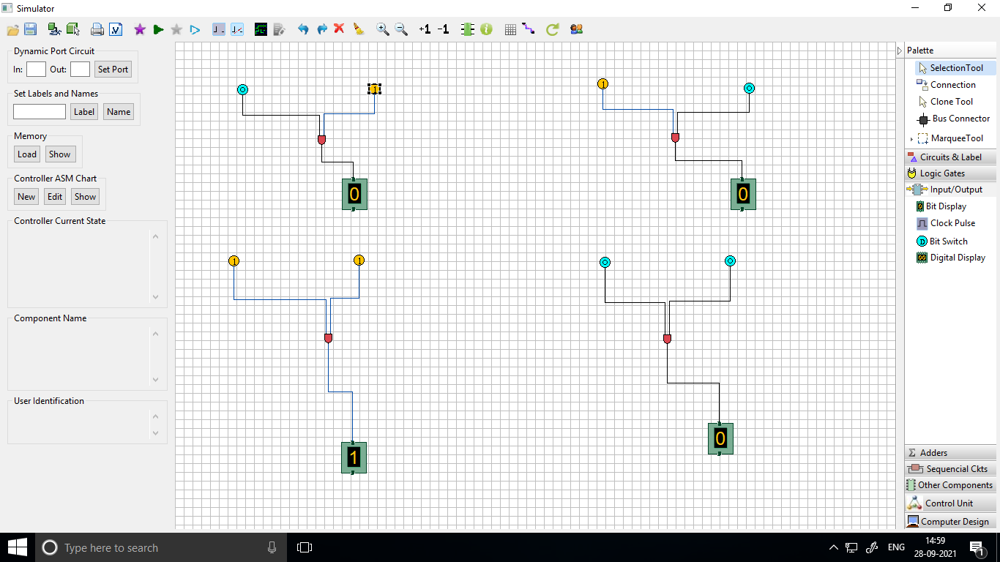 Simulator
+1 -1
Dynamic Port Circuit
In: Out: Set Port
Set Labels and Names
Label Name
Memory
Load Show
Controller ASM Chart
New Edit Show
Controller Current State
Component Name
User Identification
0 1
0
1 0
0
1 1
1
0 0
0
Palette
SelectionTool
Connection
Clone Tool
Bus Connector
MarqueeTool
Circuits & Label
Logic Gates
Input/Output
Bit Display
Clock Pulse
Bit Switch
Digital Display
Adders
Sequencial Ckts
Other Components
Control Unit
Computer Design
Type here to search
ENG
14:59
28-09-2021
1